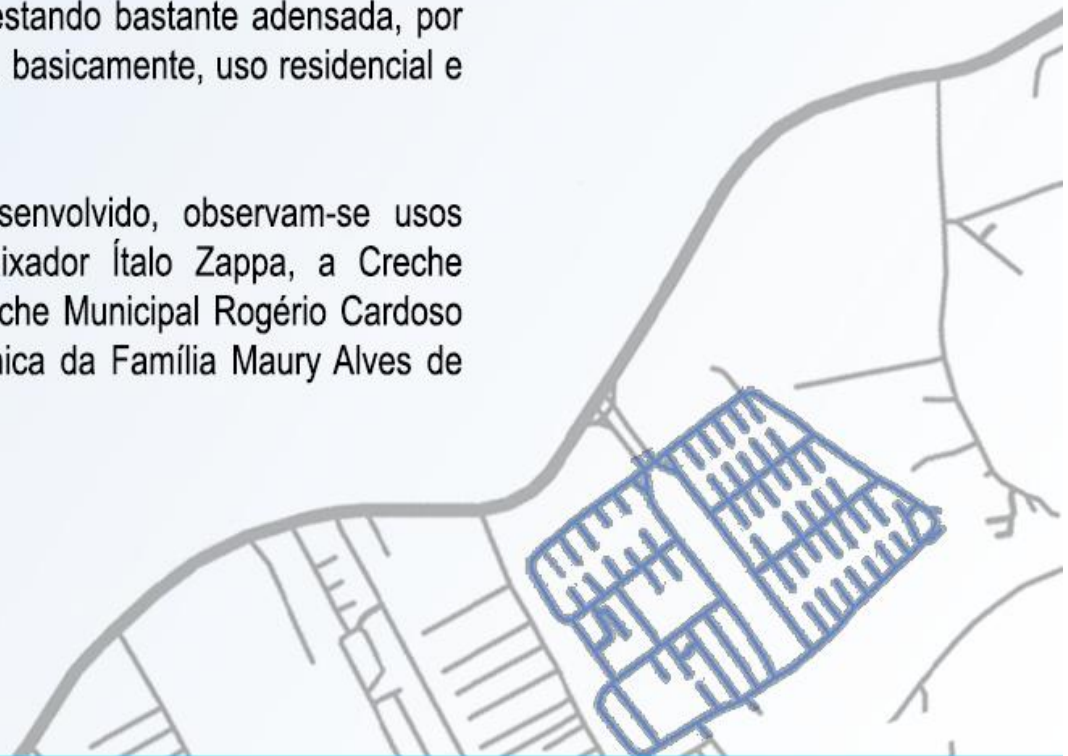 estando bastante adensada, por
basicamente, uso residencial e
senvolvido, observam-se usos
ixador Ítalo Zappa, a Creche
che Municipal Rogério Cardoso
nica da Família Maury Alves de